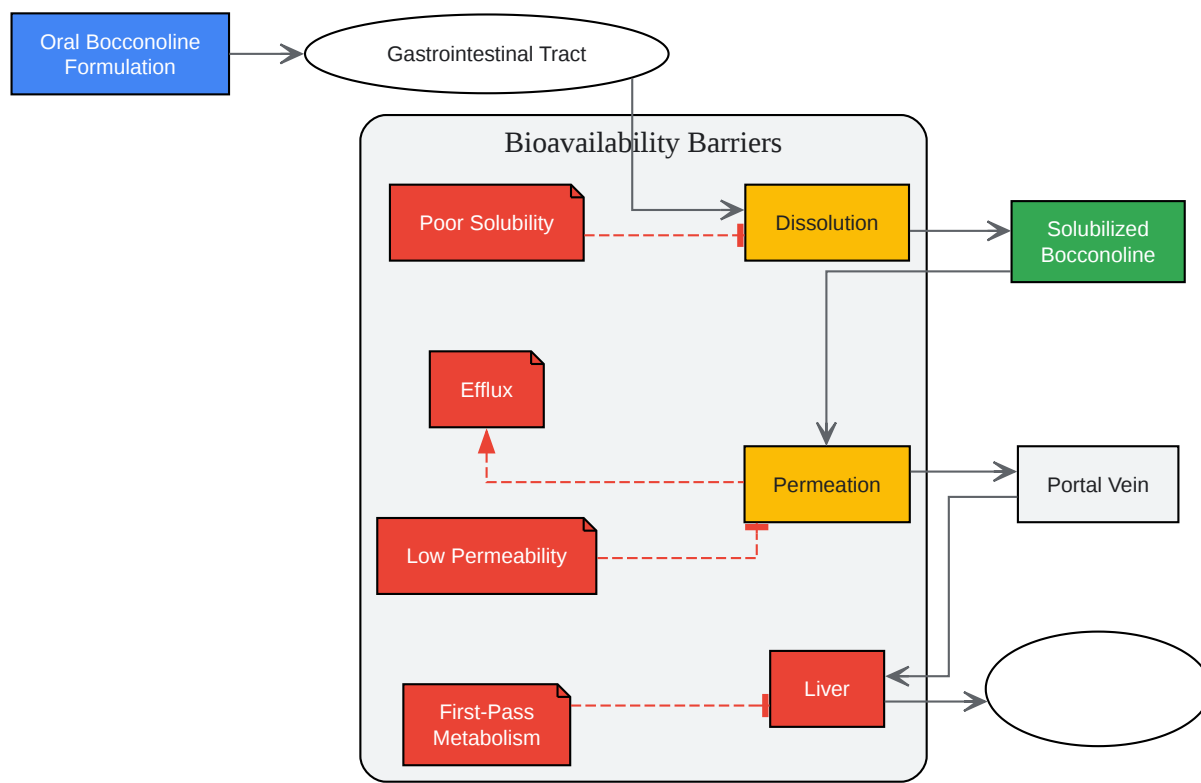 Oral Bocconoline
Formulation
Gastrointestinal Tract
Bioavailability Barriers
Poor Solubility
Dissolution
Solubilized
Bocconoline
Efflux
Permeation
Portal Vein
Low Permeability
Liver
First-Pass
Metabolism